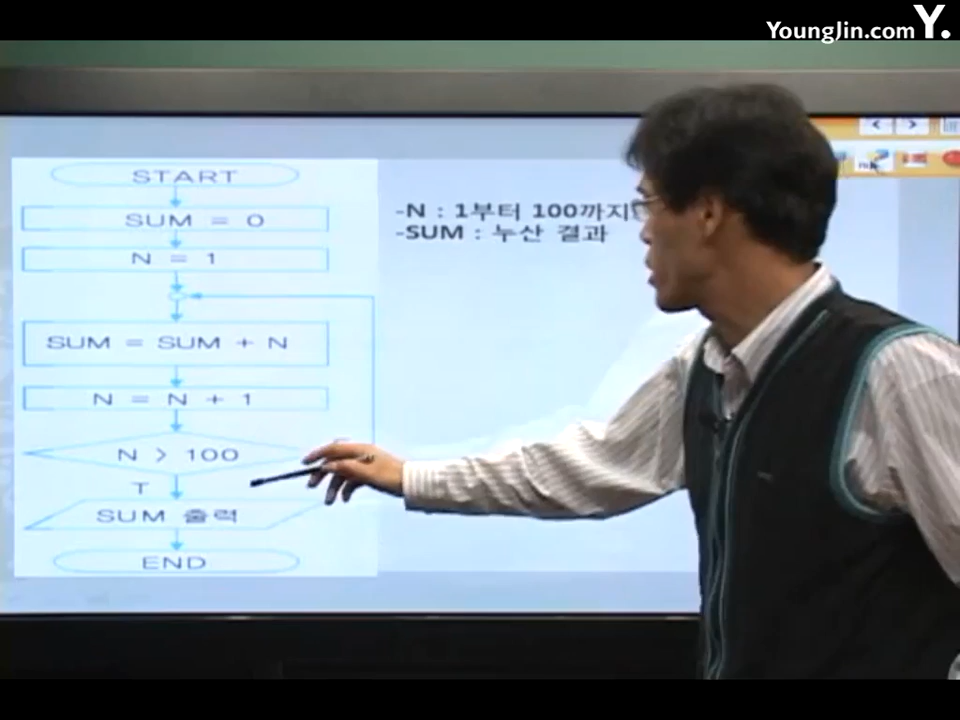 YoungJin.com Y.
START
SUM = 0
N = 1
SUM = SUM + N
N = N + 1
N > 100
T
SUM 출력
END
-N : 1부터 100까지
-SUM : 누산 결과